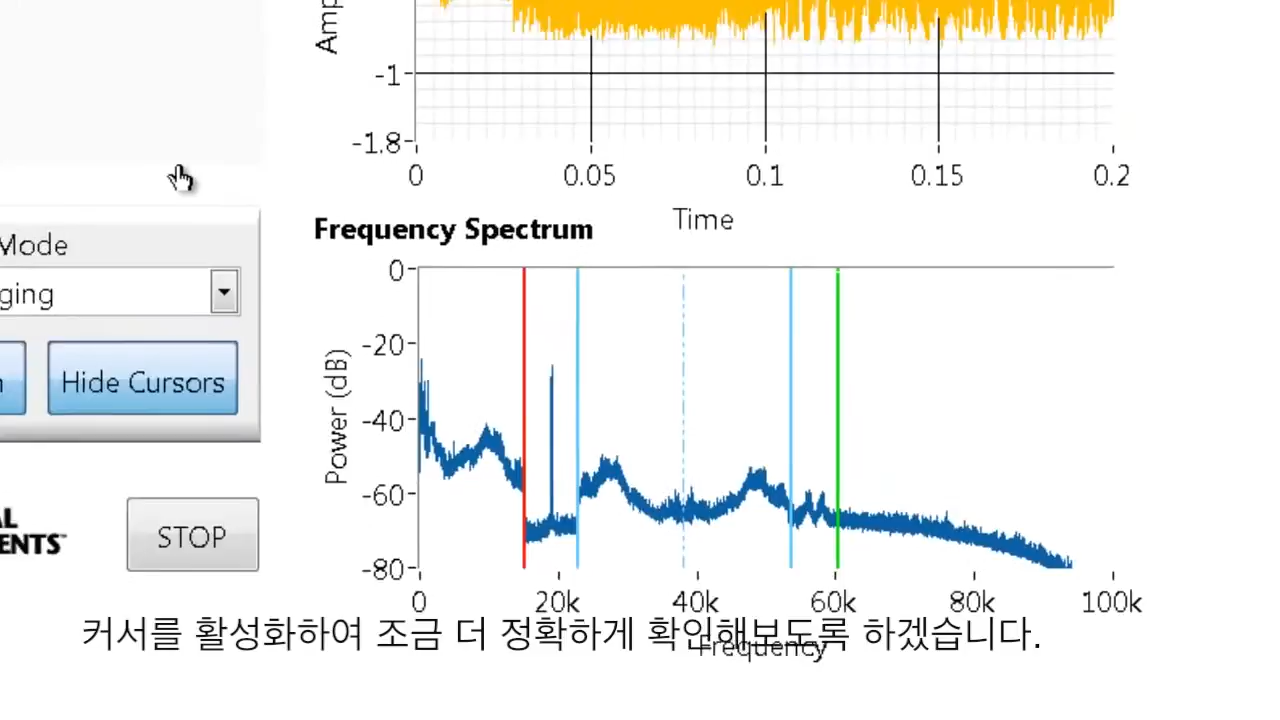 Amp
-1
-1.8
0 0.05 0.1 0.15 0.2
Time
Mode
ging
Hide Cursors
AL
ENTS™
STOP
Frequency Spectrum
0
-20
-40
-60
-80
Power (dB)
0 20k 40k 60k 80k 100k
Frequency
커서를 활성화하여 조금 더 정확하게 확인해보도록 하겠습니다.